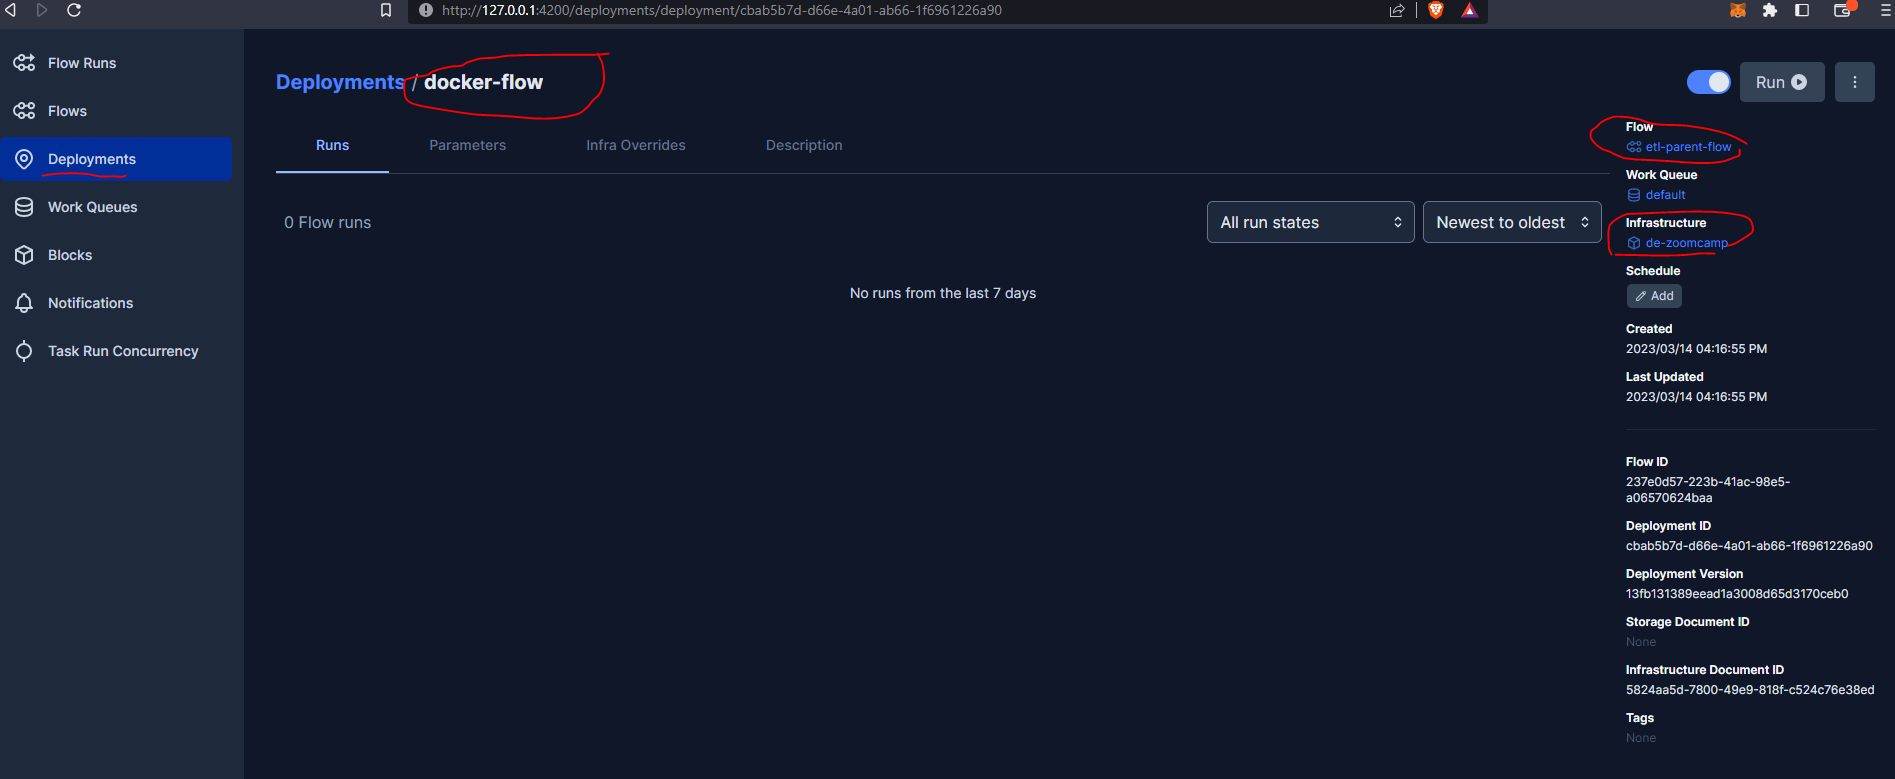 http://127.0.0.1:4200/deployments/deployment/cbab5b7d-d66e-4a01-ab66-1f6961226a90
Flow Runs
Flows
Deployments
Work Queues
Blocks
Notifications
Task Run Concurrency
Deployments / docker-flow
Run
Runs
Parameters
Infra Overrides
Description
0 Flow runs
All run states
Newest to oldest
No runs from the last 7 days
Flow
etl-parent-flow
Work Queue
default
Infrastructure
de-zoomcamp
Schedule
Add
Created
2023/03/14 04:16:55 PM
Last Updated
2023/03/14 04:16:55 PM
Flow ID
237e0d57-223b-41ac-98e5-
a06570624baa
Deployment ID
cbab5b7d-d66e-4a01-ab66-1f6961226a90
Deployment Version
13fb131389eead1a3008d65d3170ceb0
Storage Document ID
None
Infrastructure Document ID
5824aa5d-7800-49e9-818f-c524c76e38ed
Tags
None